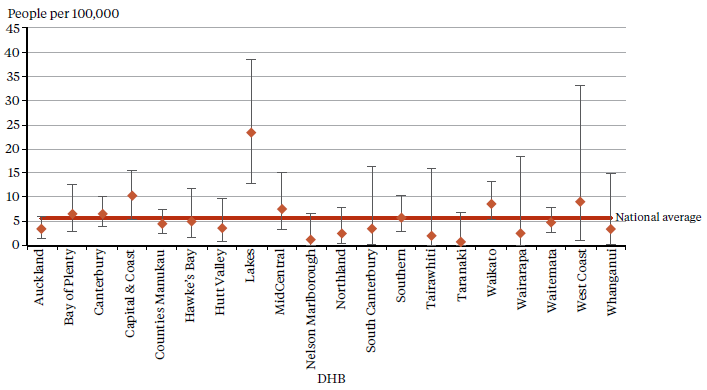 People per 100,000
45
40
35
30
25
20
15
10
5
0
National average
Auckland
Bay of Plenty
Canterbury
Capital & Coast
Counties Manukau
Hawke's Bay
Hutt Valley
Lakes
MidCentral
Nelson Marlborough
Northland
South Canterbury
Southern
Tairawhiti
Taranaki
Waikato
Wairarapa
Waitemata
West Coast
Whanganui
DHB